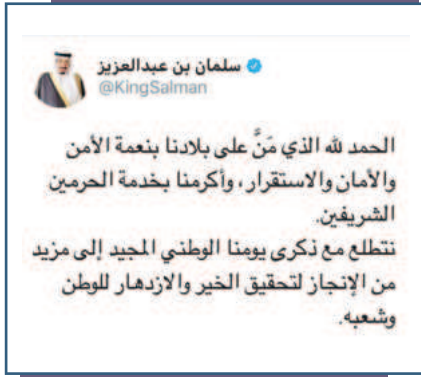 سلمان بن عبدالعزيز
@KingSalman
الحمد لله الذي مَنَّ على بلادنا بنعمة الأمن
والأمان والاستقرار، وأكرمنا بخدمة الحرمين
الشريفين.
نتطلع مع ذكرى يومنا الوطني المجيد إلى مزيد
من الإنجاز لتحقيق الخير والازدهار للوطن
وشعبه.